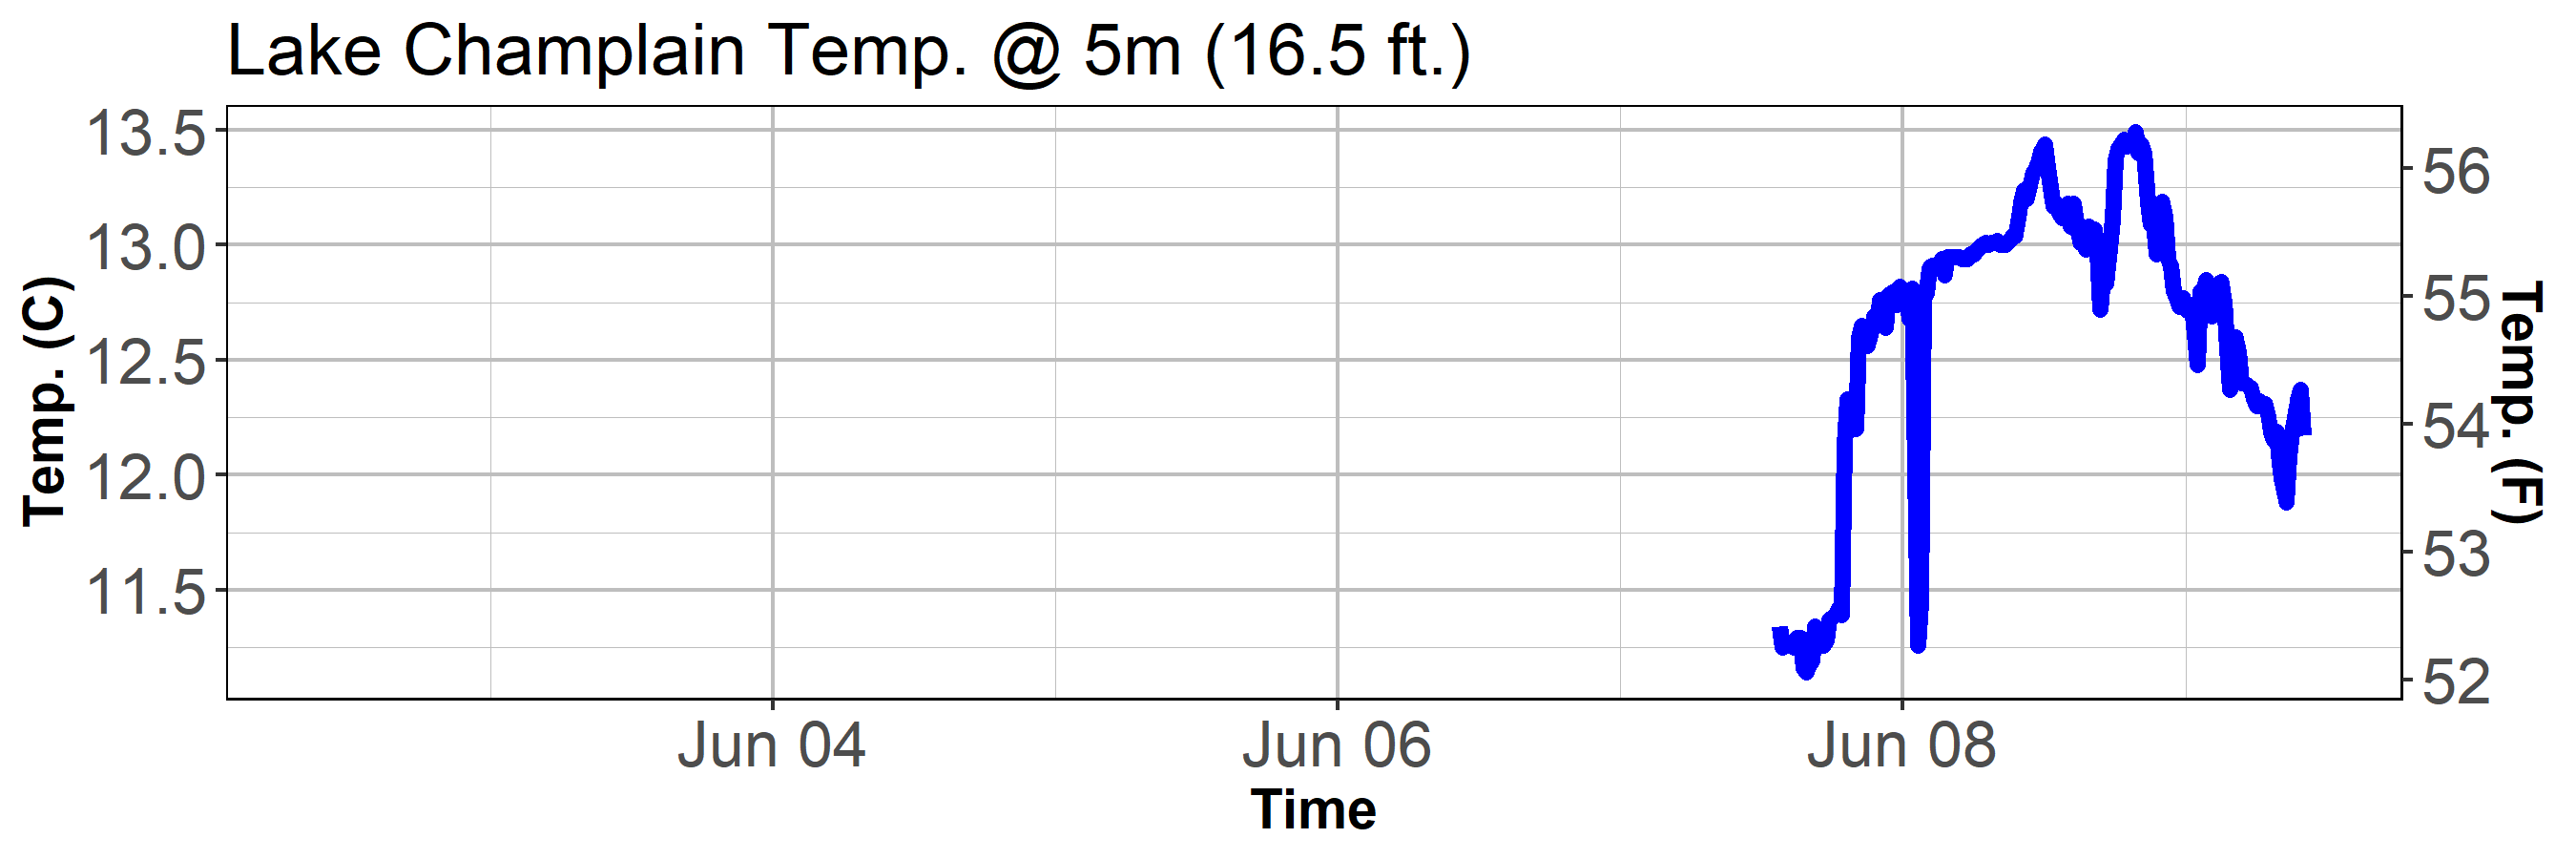 Lake Champlain Temp. @ 5m (16.5 ft.)
13.5
13.0
12.5
12.0
11.5
Temp. (C)
56
55
54
53
52
Temp. (F)
Jun 04 Jun 06 Jun 08
Time